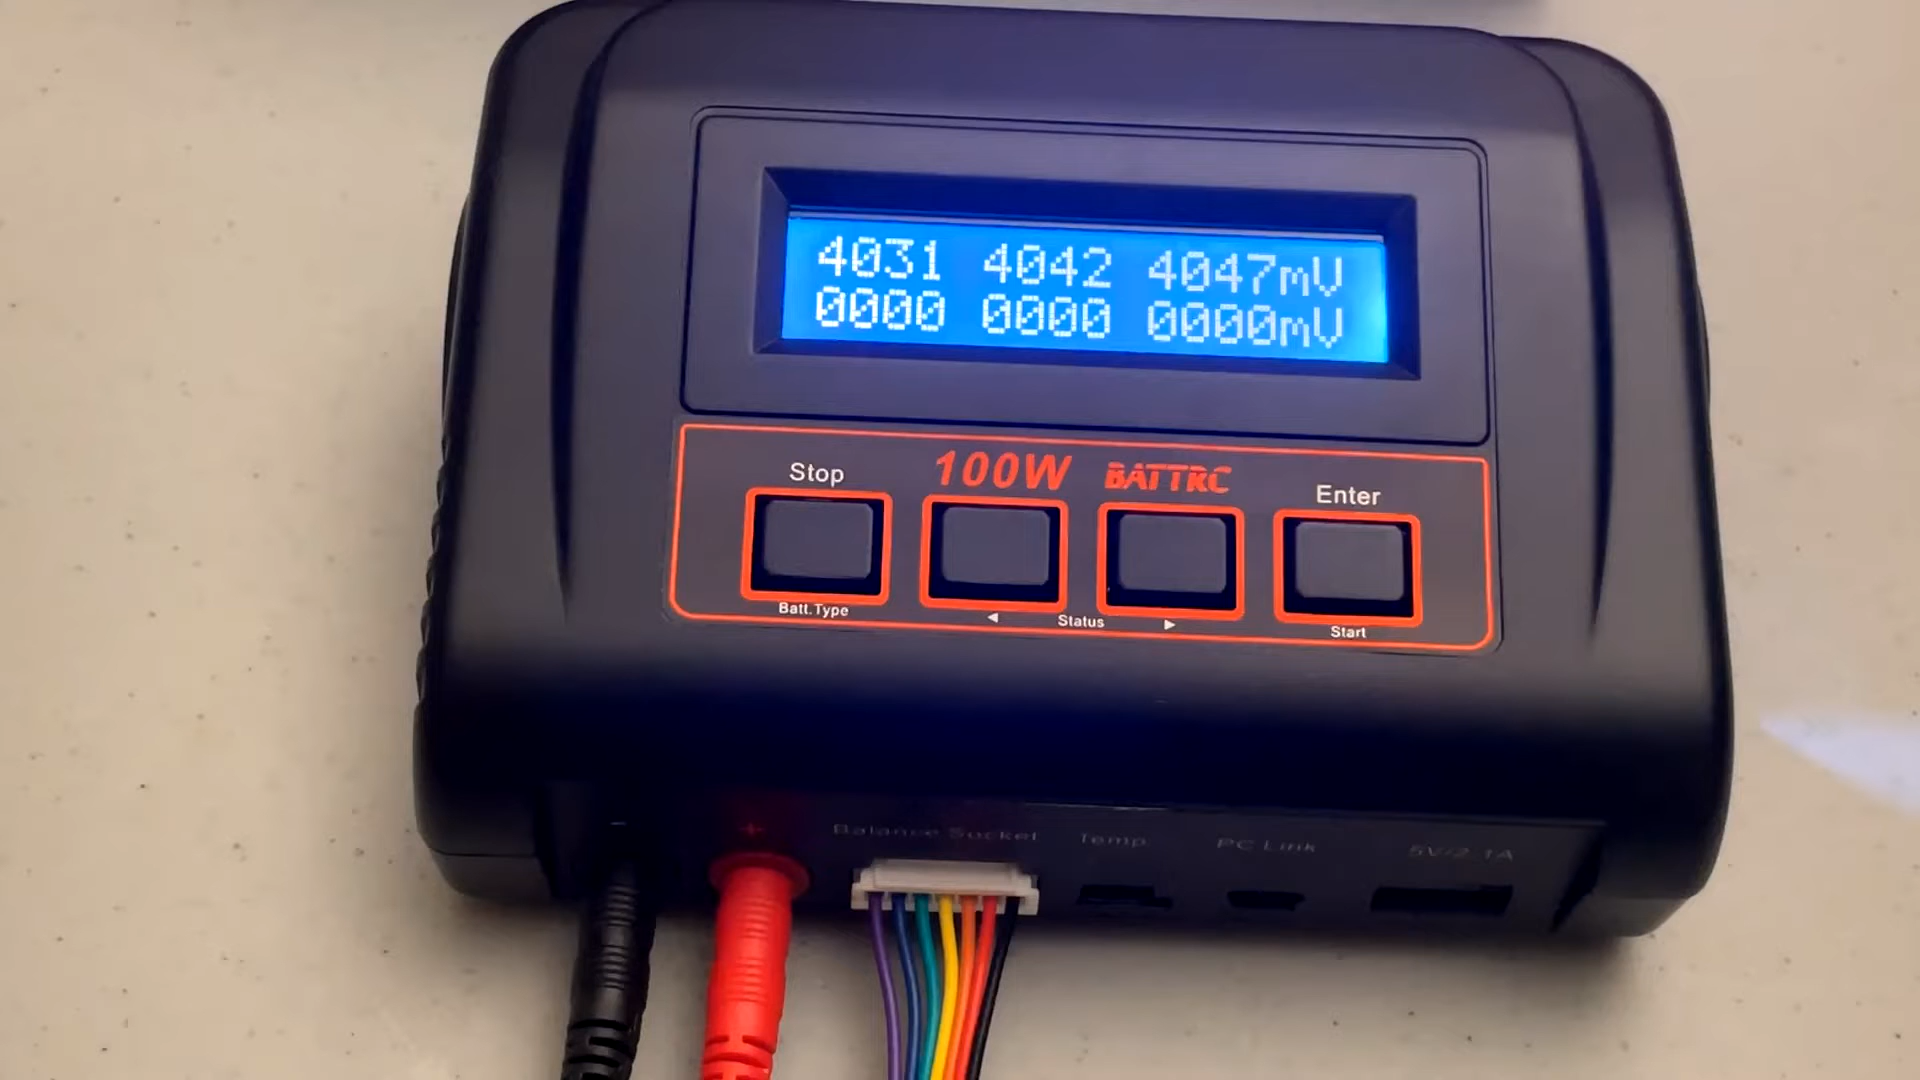 4031 4042 4047mV
0000 0000 0000mV
Stop 100W BATTRC Enter
Batt.Type ◀ Status ▶ Start
- + Balance Socket Temp PC Link 5V/2.1A